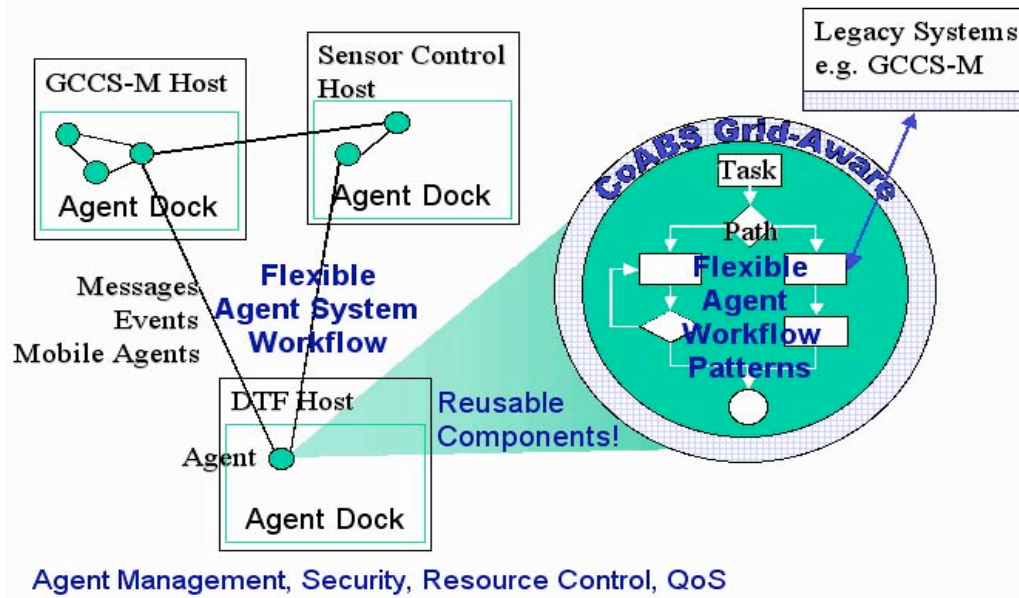 GCCS-M Host
Agent Dock
Sensor Control
Host
Agent Dock
Legacy Systems
e.g. GCCS-M
CoABS Grid-Aware
Task
Path
Flexible
Agent
Workflow
Patterns
Messages
Events
Mobile Agents
Flexible
Agent System
Workflow
DTF Host
Agent
Agent Dock
Reusable
Components!
Agent Management, Security, Resource Control, QoS